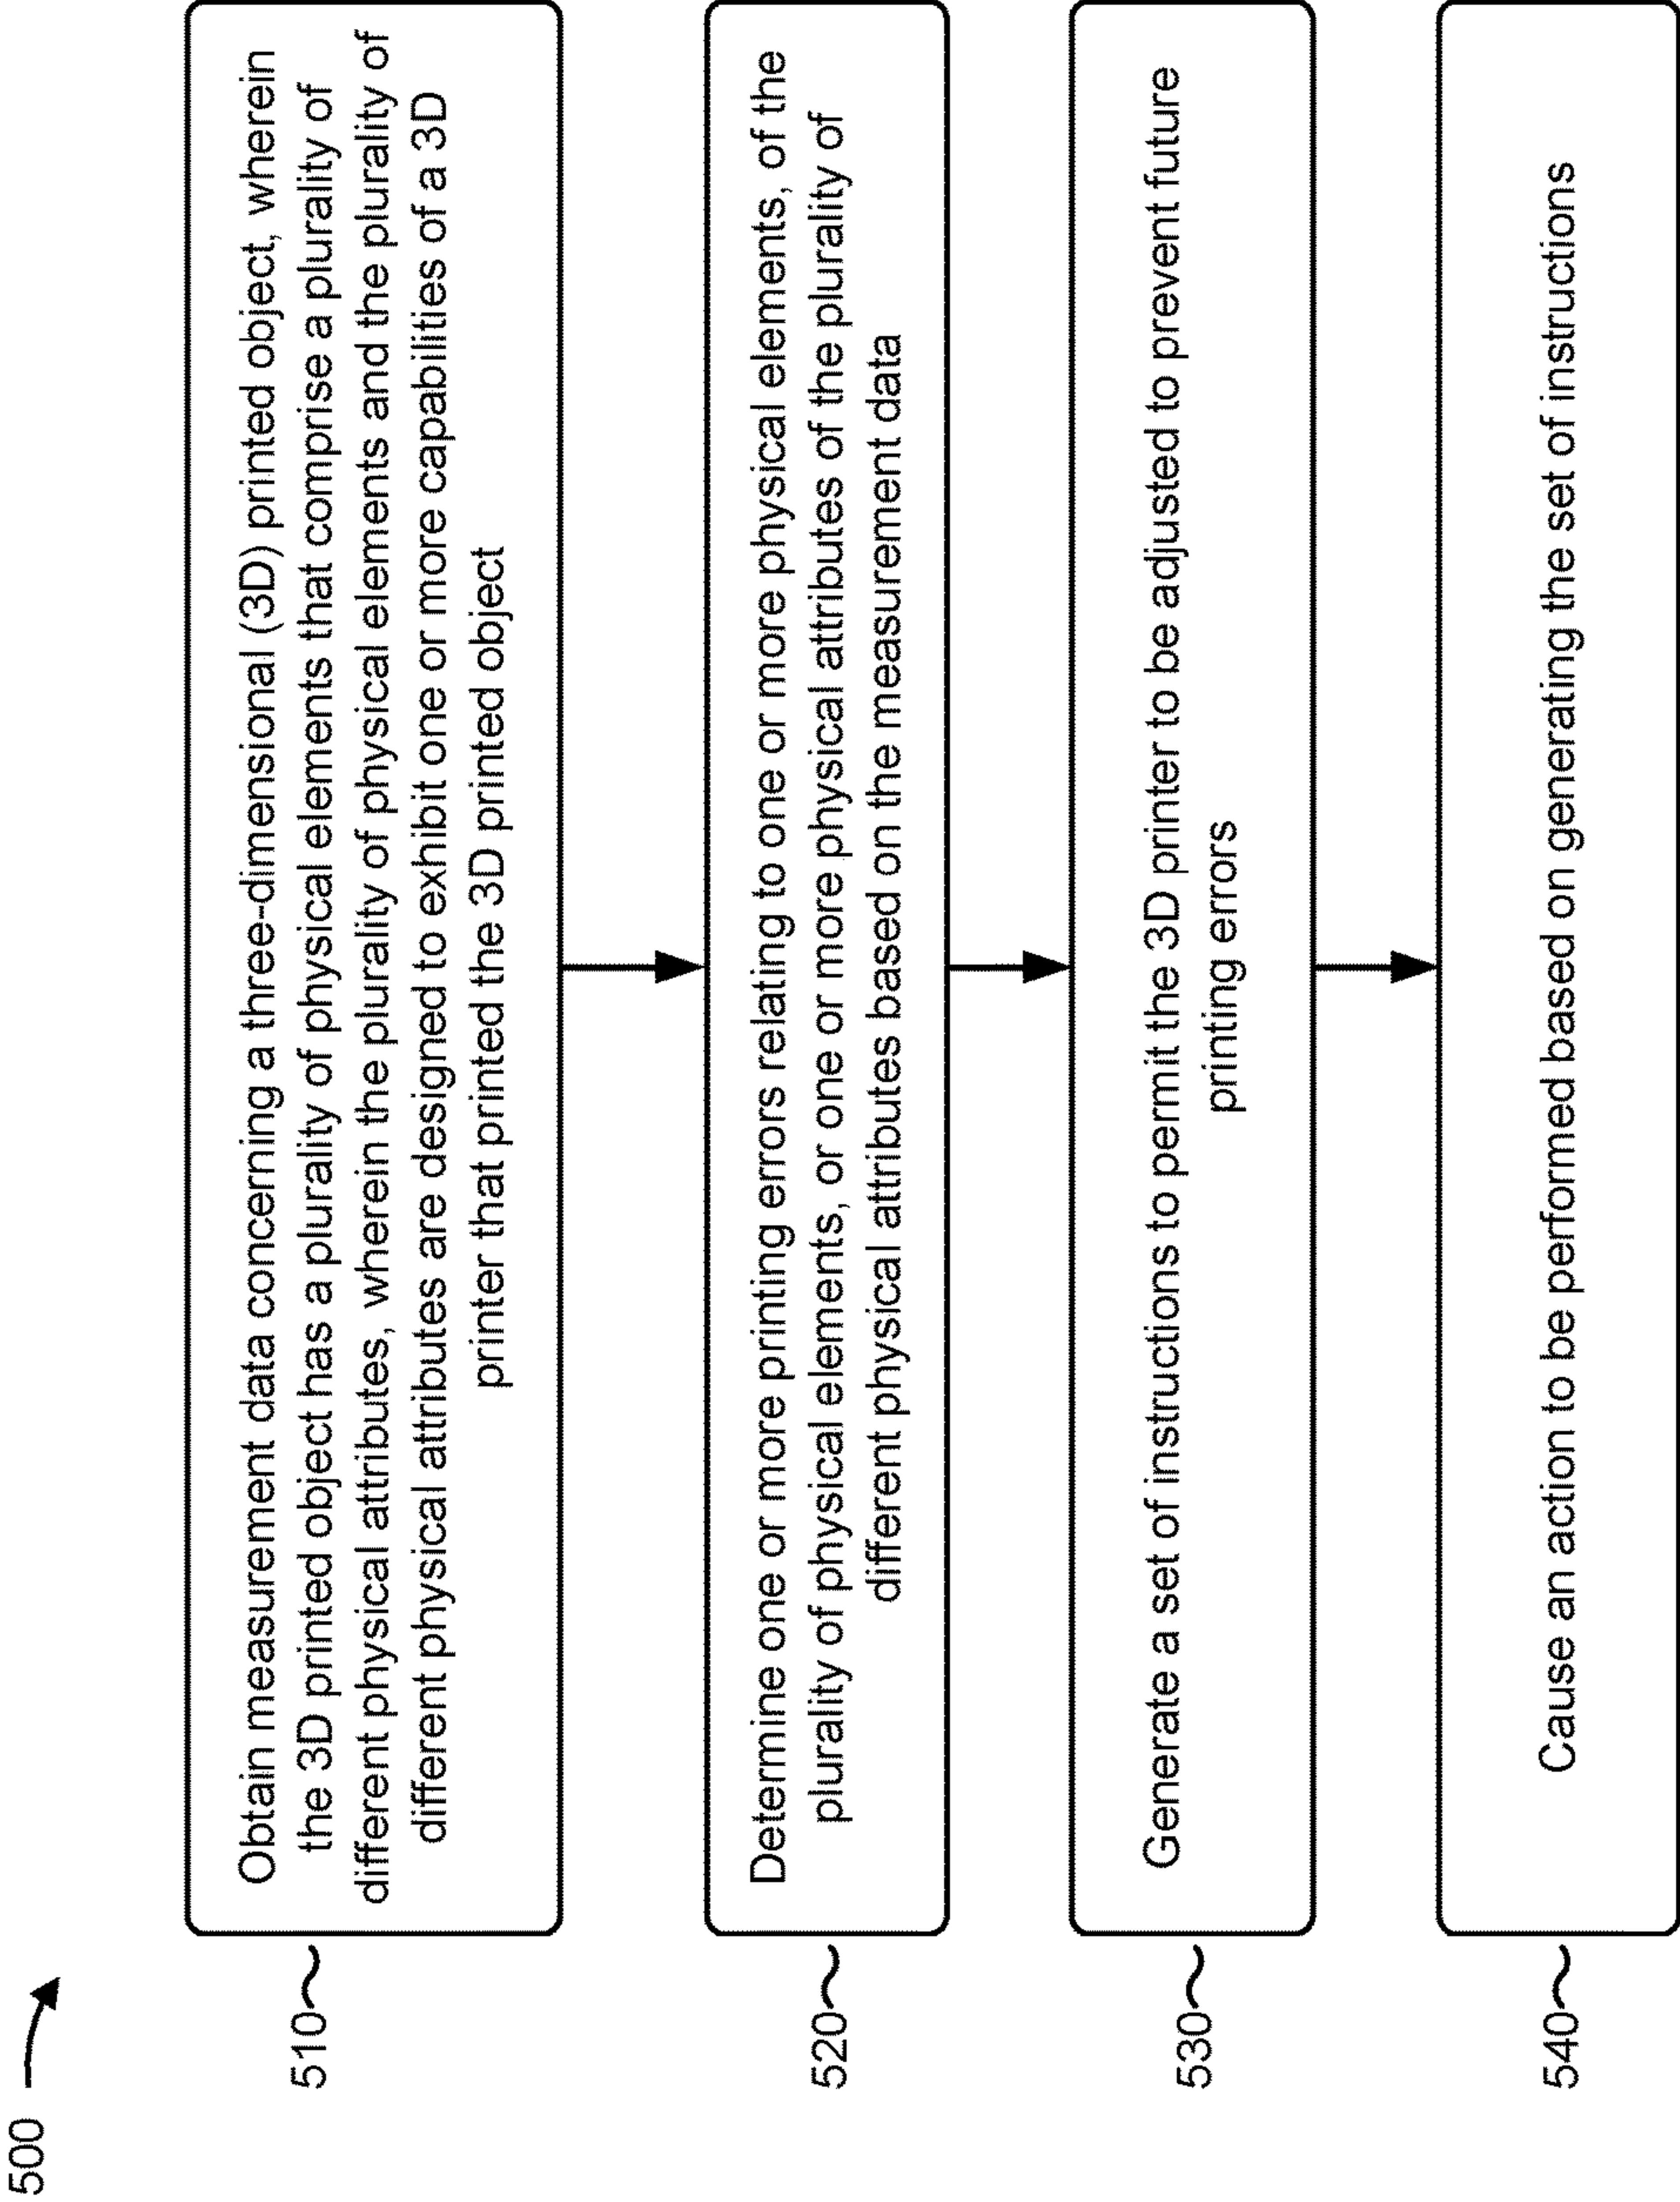 500
510
Obtain measurement data concerning a three-dimensional (3D) printed object, wherein
the 3D printed object has a plurality of physical elements that comprise a plurality of
different physical attributes, wherein the plurality of physical elements and the plurality of
different physical attributes are designed to exhibit one or more capabilities of a 3D
printer that printed the 3D printed object
520
Determine one or more printing errors relating to one or more physical elements, of the
plurality of physical elements, or one or more physical attributes of the plurality of
different physical attributes based on the measurement data
530
Generate a set of instructions to permit the 3D printer to be adjusted to prevent future
printing errors
540
Cause an action to be performed based on generating the set of instructions